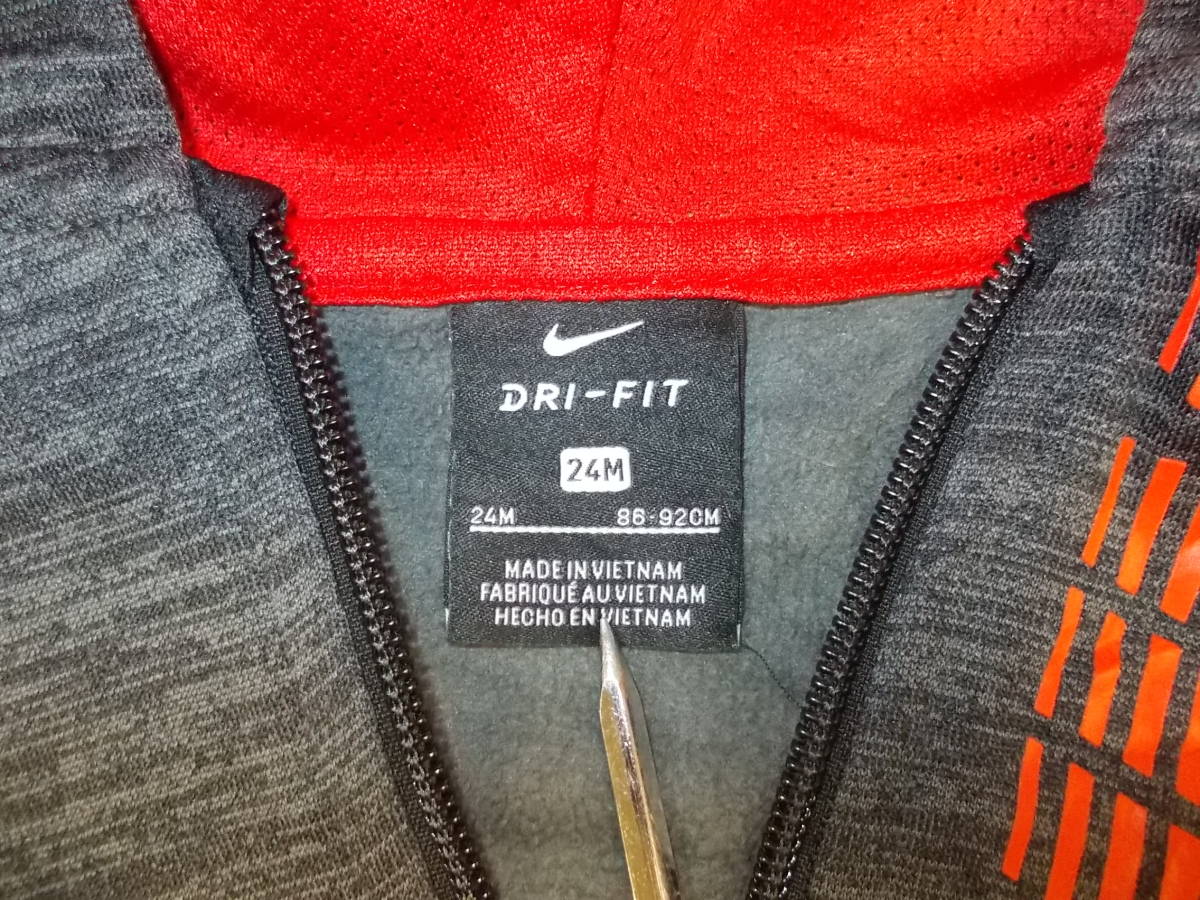 DRI-FIT
24M
24M 86-92CM
MADE IN VIETNAM
FABRIQUÉ AU VIETNAM
HECHO EN VIETNAM